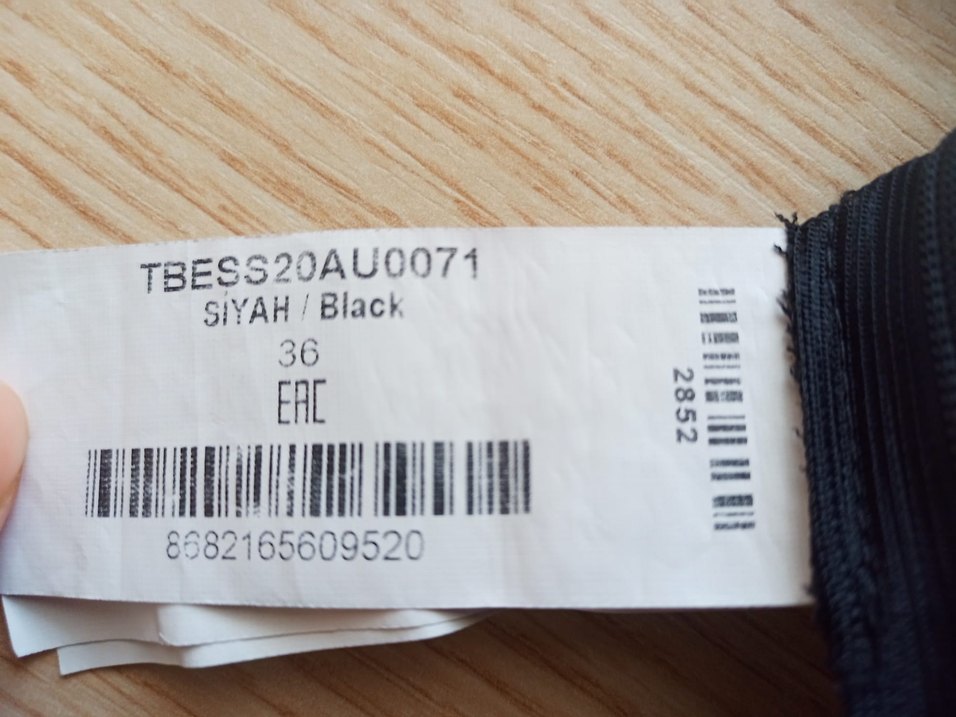 TBESS20AU0071
SİYAH / Black
36
EAC
8682165609520
2852